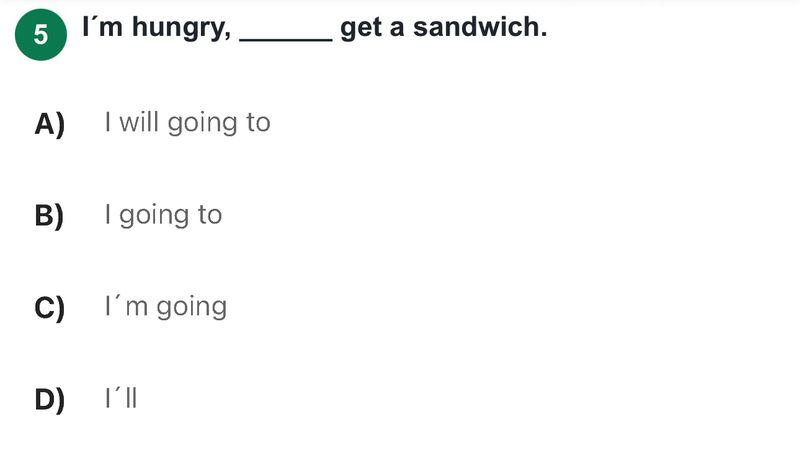 5 I´m hungry, ______ get a sandwich.
A) I will going to
B) I going to
C) I´m going
D) I´ll